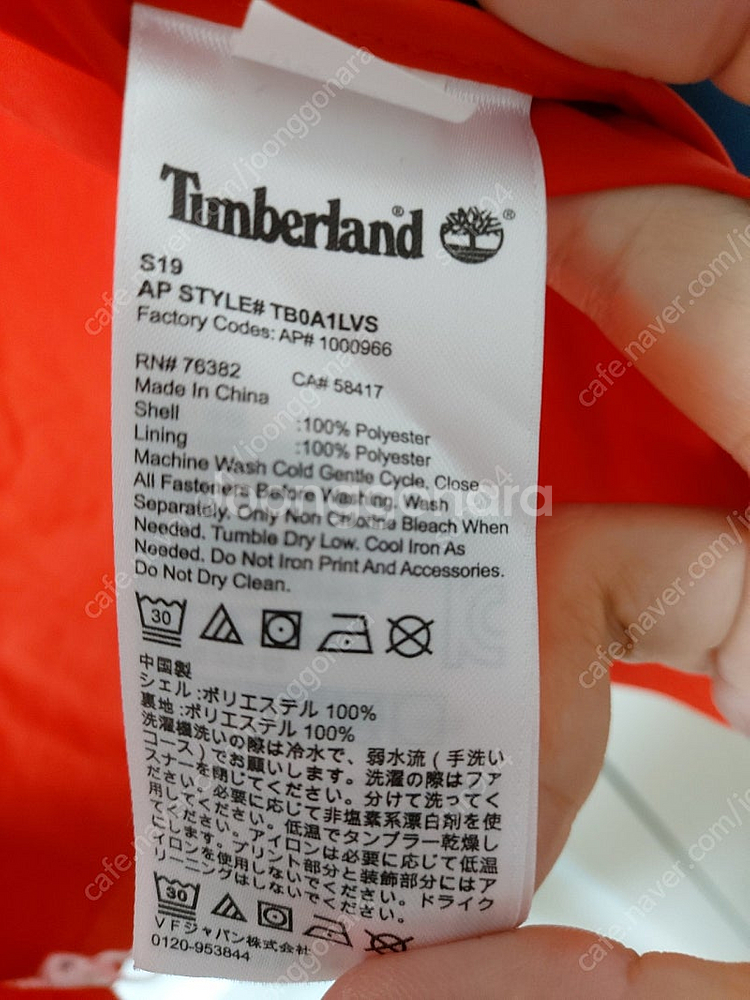 Timberland®
®
S19
AP STYLE# TB0A1LVS
Factory Codes: AP# 1000966
RN# 76382 CA# 58417
Made In China
Shell :100% Polyester
Lining :100% Polyester
Machine Wash Cold Gentle Cycle. Close
All Fasteners Before Washing. Wash
Separately. Only Non Chlorine Bleach When
Needed. Tumble Dry Low. Cool Iron As
Needed. Do Not Iron Print And Accessories.
Do Not Dry Clean.
30
中国製
シェル:ポリエステル 100%
裏地:ポリエステル 100%
洗濯機洗いの際は冷水で、弱水流(手洗い
コース)でお願いします。洗濯の際はファ
スナーを閉じてください。分けて洗ってく
ださい。必要に応じて非塩素系漂白剤を使
用してください。低温でタンブラー乾燥し
てください。アイロンは必要に応じて低温
にします。プリント部分と装飾部分にはア
イロンを使用しないでください。ドライク
リーニングはしないでください。
30
VFジャパン株式会社
0120-953844
joonggonara
cafe.naver.com/joonggonara